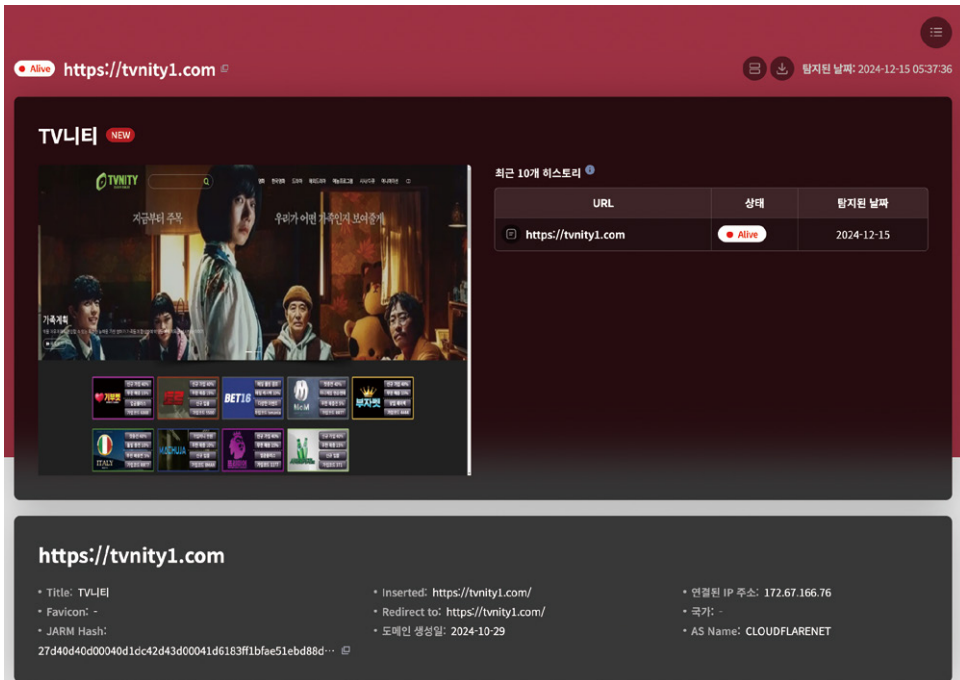 Alive https://tvnity1.com
탐지된 날짜: 2024-12-15 05:37:36
TV니티 NEW
TVNITY
지금부터 주목
우리가 어떤 가족인지 보여줄게
가족계획
기부벳
BET16
McM
부자벳
ITALY
MACHUJA
최근 10개 히스토리
URL 상태 탐지된 날짜
https://tvnity1.com Alive 2024-12-15
https://tvnity1.com
• Title: TV니티
• Favicon: -
• JARM Hash:
27d40d40d00040d1dc42d43d00041d6183ff1bfae51ebd88d···
• Inserted: https://tvnity1.com/
• Redirect to: https://tvnity1.com/
• 도메인 생성일: 2024-10-29
• 연결된 IP 주소: 172.67.166.76
• 국가: -
• AS Name: CLOUDFLARENET